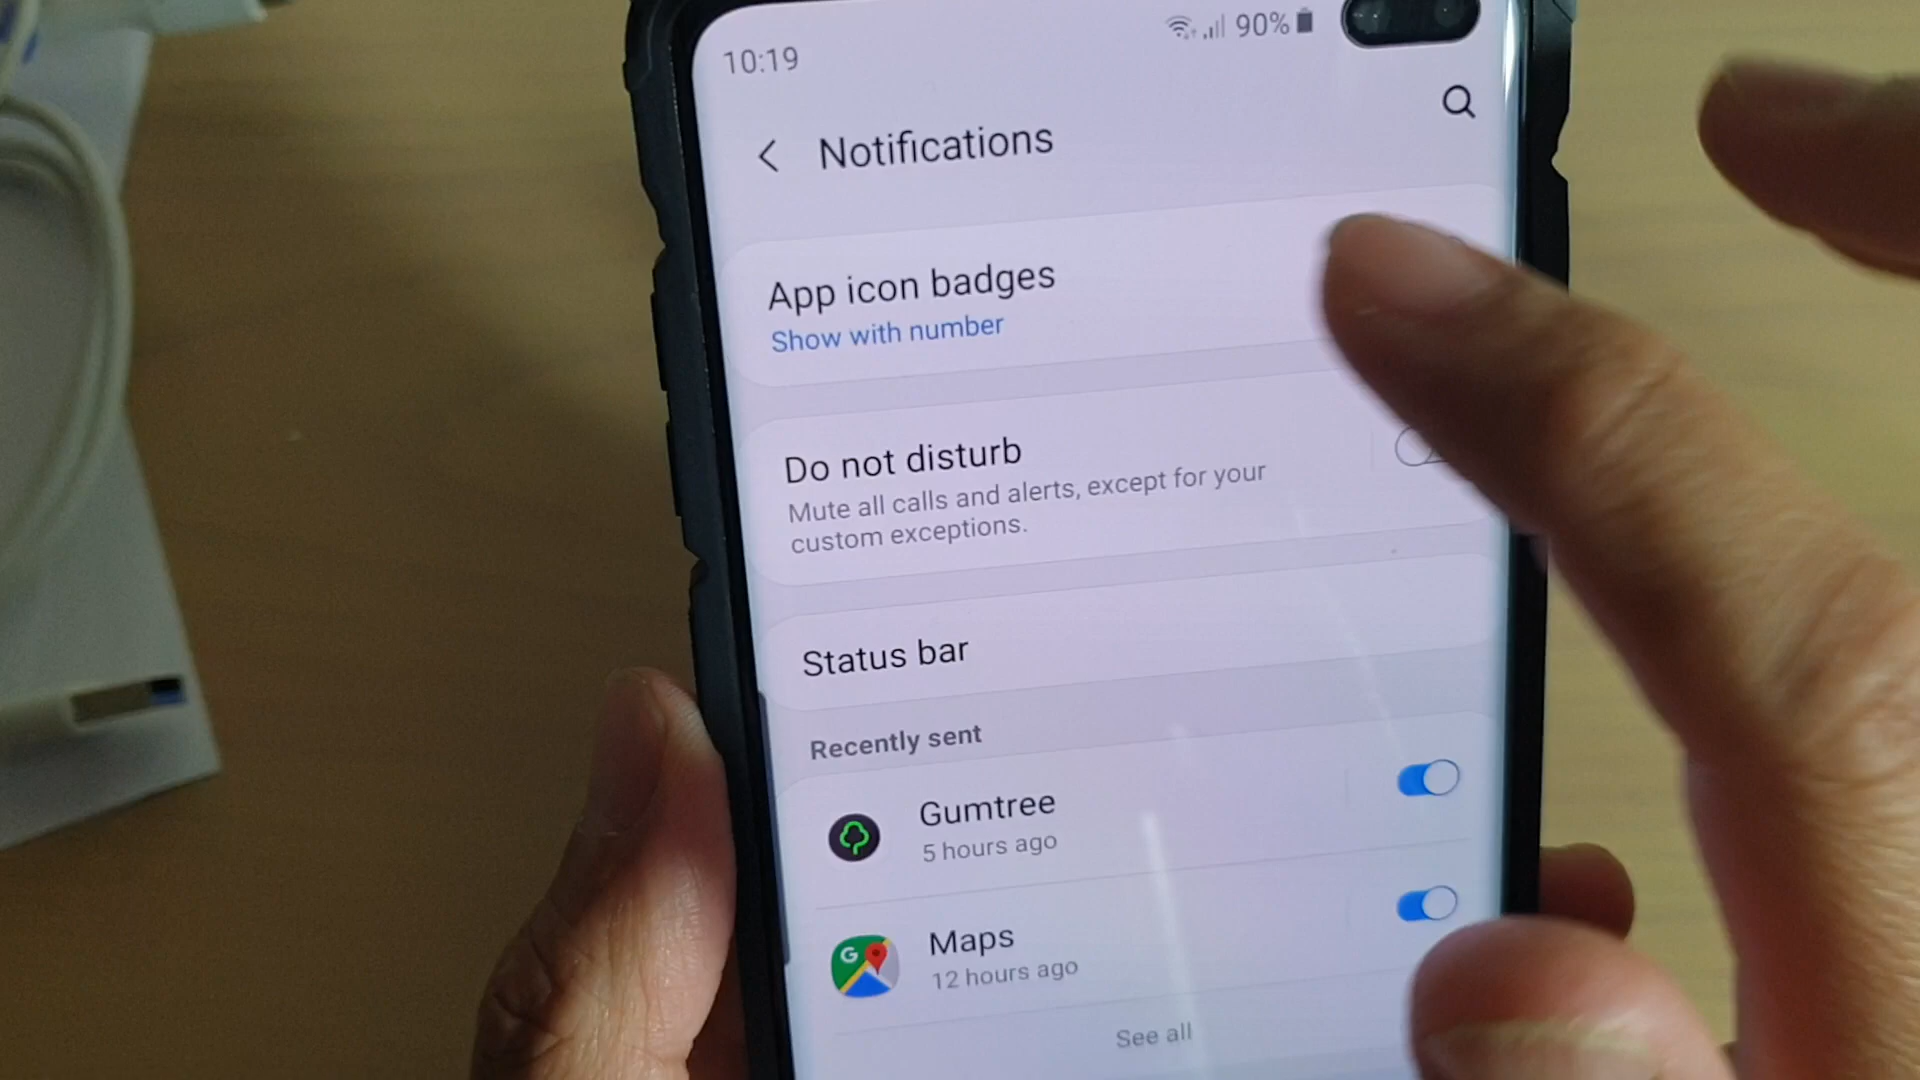 10:19
90%
Notifications
App icon badges
Show with number
Do not disturb
Mute all calls and alerts, except for your
custom exceptions.
Status bar
Recently sent
Gumtree
5 hours ago
G
Maps
12 hours ago
See all